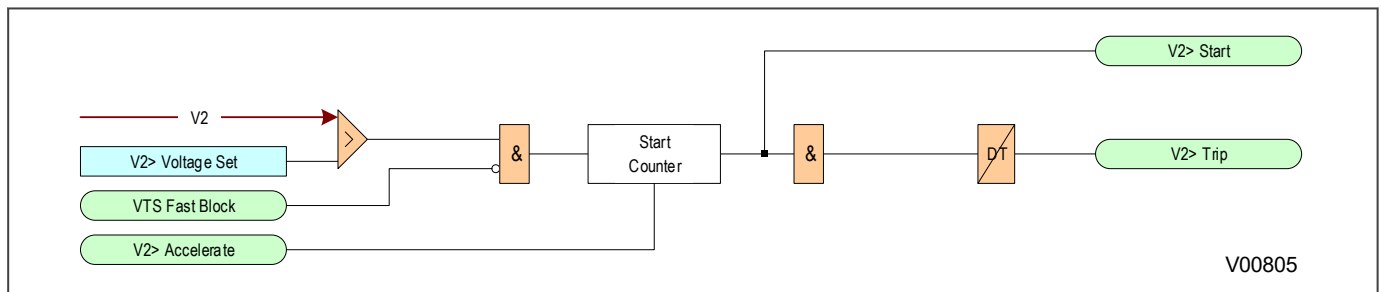 V2> Start
V2
>
V2> Voltage Set
&
Start
Counter
&
DT
V2> Trip
VTS Fast Block
V2> Accelerate
V00805